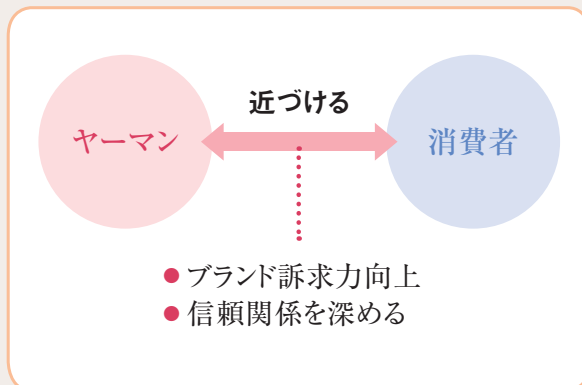 近づける
ヤーマン
消費者
● ブランド訴求力向上
● 信頼関係を深める